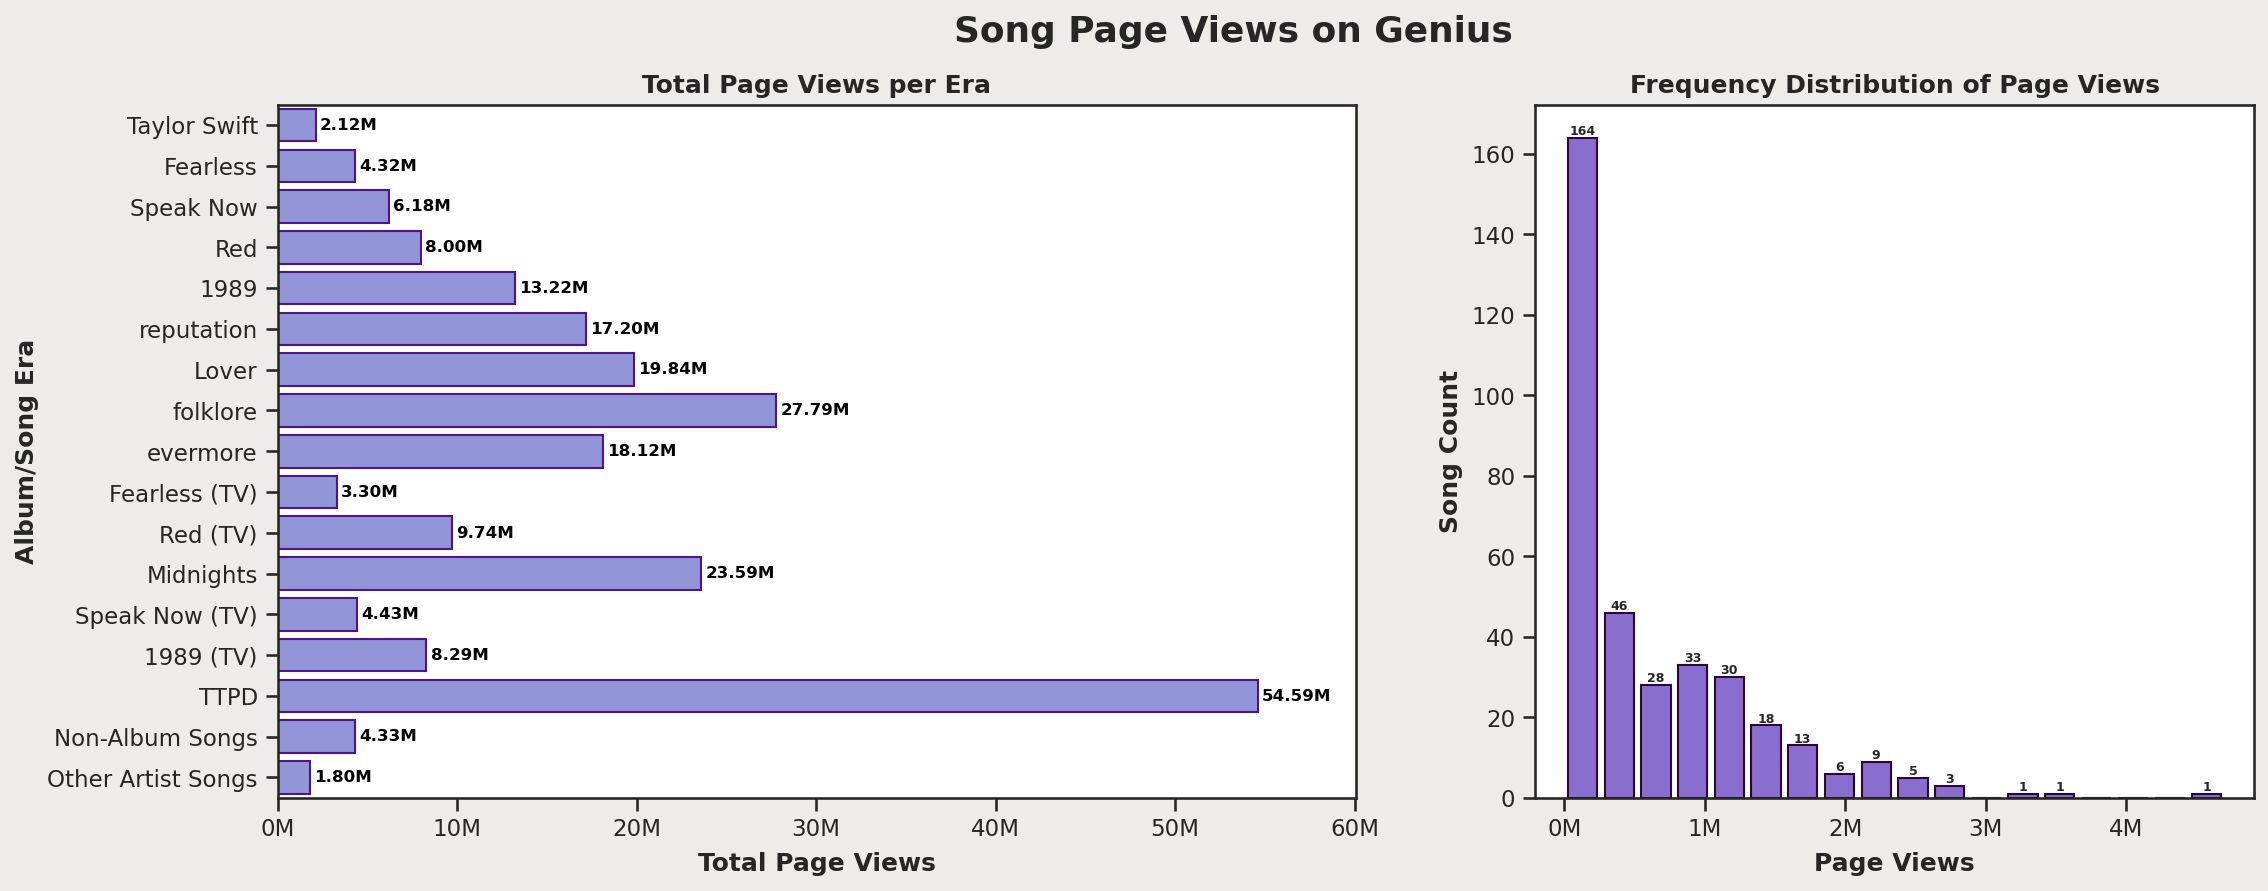 Song Page Views on Genius
Total Page Views per Era
Album/Song Era
Taylor Swift 2.12M
Fearless 4.32M
Speak Now 6.18M
Red 8.00M
1989 13.22M
reputation 17.20M
Lover 19.84M
folklore 27.79M
evermore 18.12M
Fearless (TV) 3.30M
Red (TV) 9.74M
Midnights 23.59M
Speak Now (TV) 4.43M
1989 (TV) 8.29M
TTPD 54.59M
Non-Album Songs 4.33M
Other Artist Songs 1.80M
0M 10M 20M 30M 40M 50M 60M
Total Page Views
Frequency Distribution of Page Views
Song Count
160
140
120
100
80
60
40
20
0
164 46 28 33 30 18 13 6 9 5 3 1 1 1
0M 1M 2M 3M 4M
Page Views